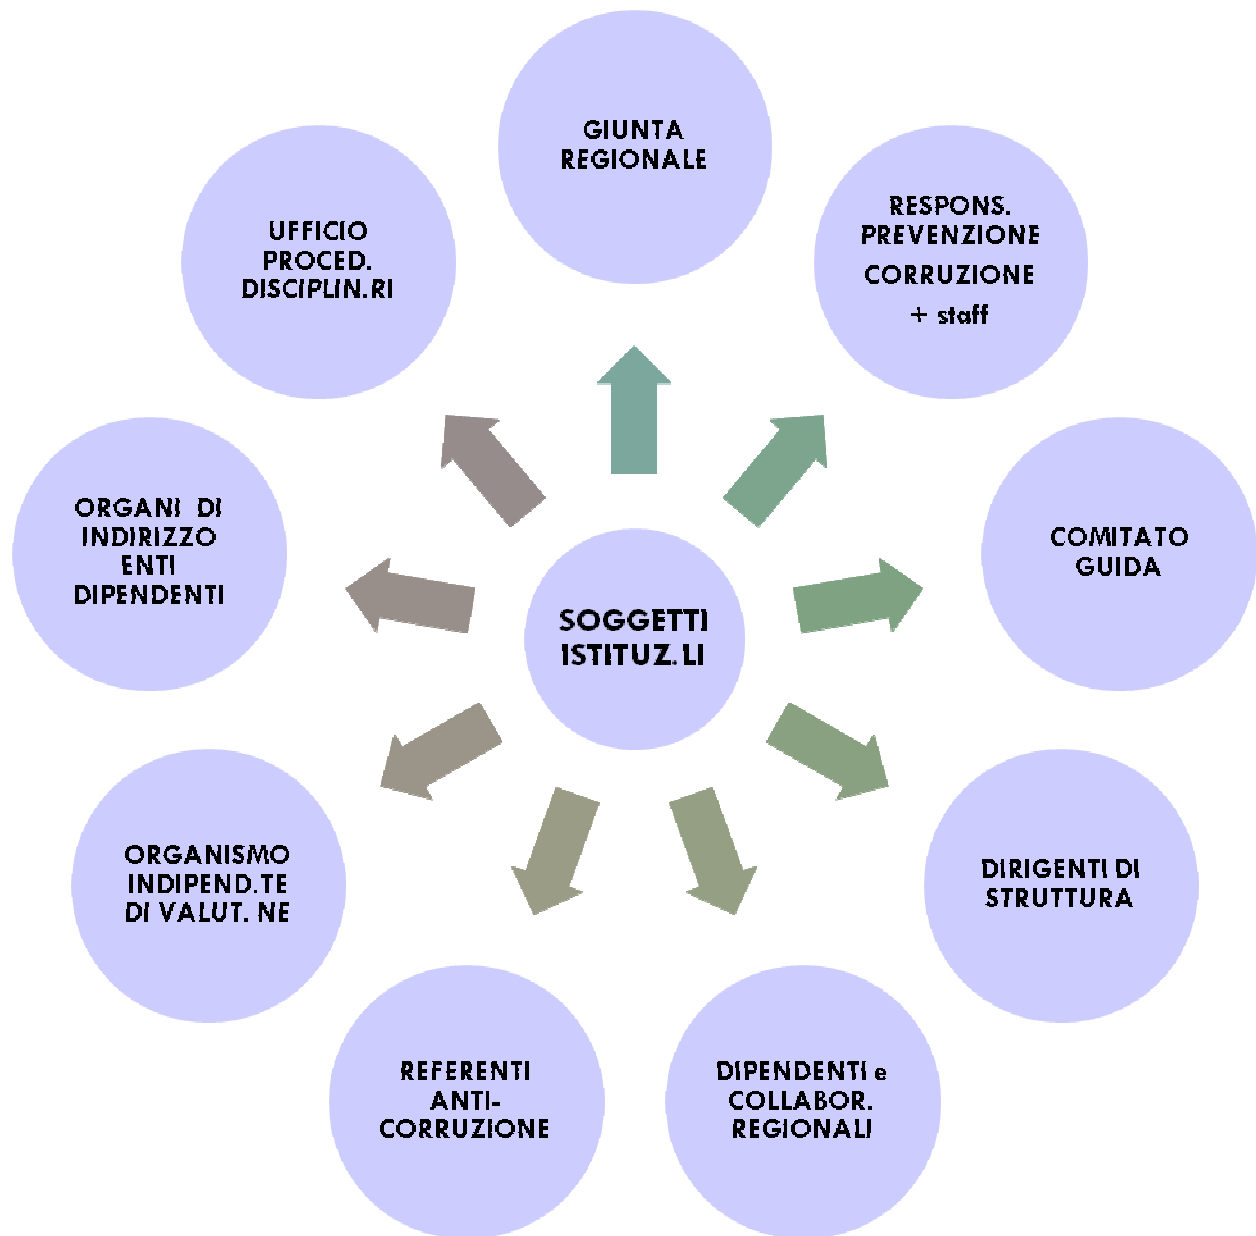 GIUNTA
REGIONALE
RESPONS.
PREVENZIONE
CORRUZIONE
+ staff
COMITATO
GUIDA
DIRIGENTI DI
STRUTTURA
DIPENDENTI e
COLLABOR.
REGIONALI
REFERENTI
ANTI-
CORRUZIONE
ORGANISMO
INDIPEND.TE
DI VALUT. NE
ORGANI DI
INDIRIZZO
ENTI
DIPENDENTI
UFFICIO
PROCED.
DISCIPLIN.RI
SOGGETTI
ISTITUZ.LI